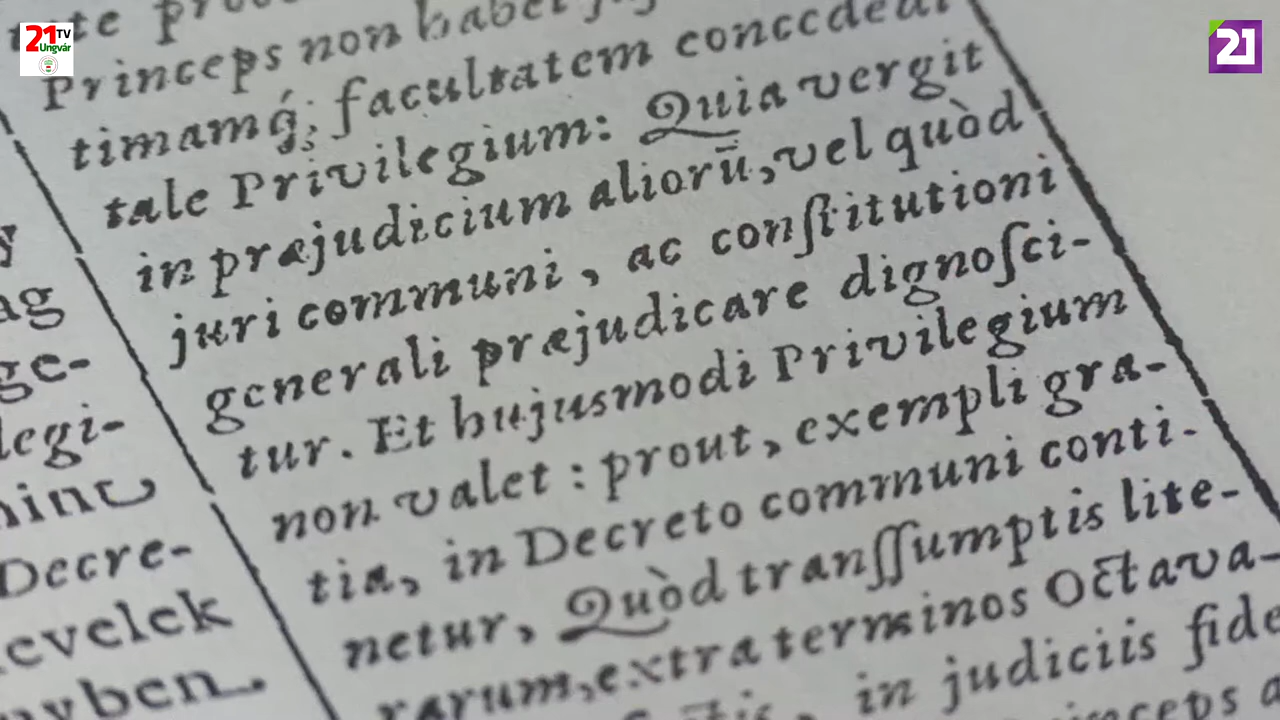 21 TV
Ungvár
21
Princeps non habet
timamq́;  facultatem concedendi
tale Privilegium: Quia vergit
in præjudicium aliorū, vel quòd
juri communi, ac conſtitutioni
generali præjudicare dignoſci-
tur. Et hujusmodi Privilegium
non valet: prout, exempli gra-
tia, in Decreto communi conti-
netur, Quòd tranſſumptis lite-
rarum, extra terminos Octava-
in judiciis fide
y
ag
ge-
legi-
Decre-
evelek